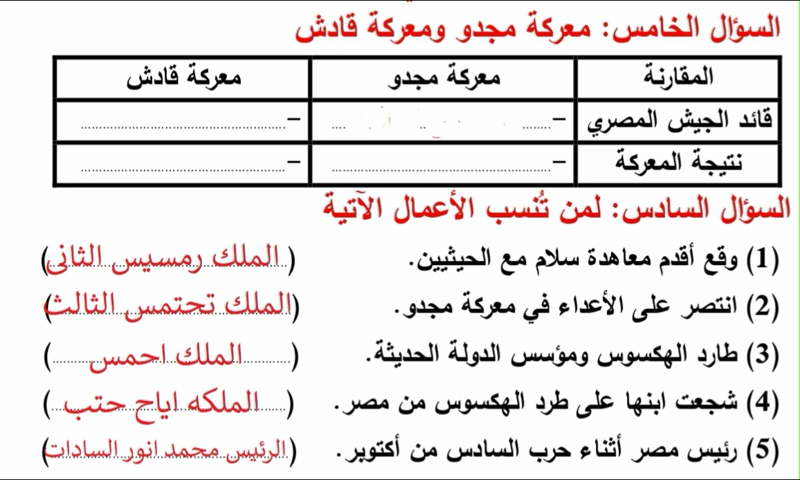 السؤال الخامس: معركة مجدو ومعركة قادش
المقارنة معركة مجدو معركة قادش
قائد الجيش المصري -........ .. .... -........................
نتيجة المعركة -........................ -........................
السؤال السادس: لمن تُنسب الأعمال الآتية
(1) وقع أقدم معاهدة سلام مع الحيثيين. (الملك رمسيس الثانى)
(2) انتصر على الأعداء في معركة مجدو. (الملك تحتمس الثالث)
(3) طارد الهكسوس ومؤسس الدولة الحديثة. (......الملك احمس......)
(4) شجعت ابنها على طرد الهكسوس من مصر. (...الملكه اياح حتب...)
(5) رئيس مصر أثناء حرب السادس من أكتوبر. (الرئيس محمد انور السادات)